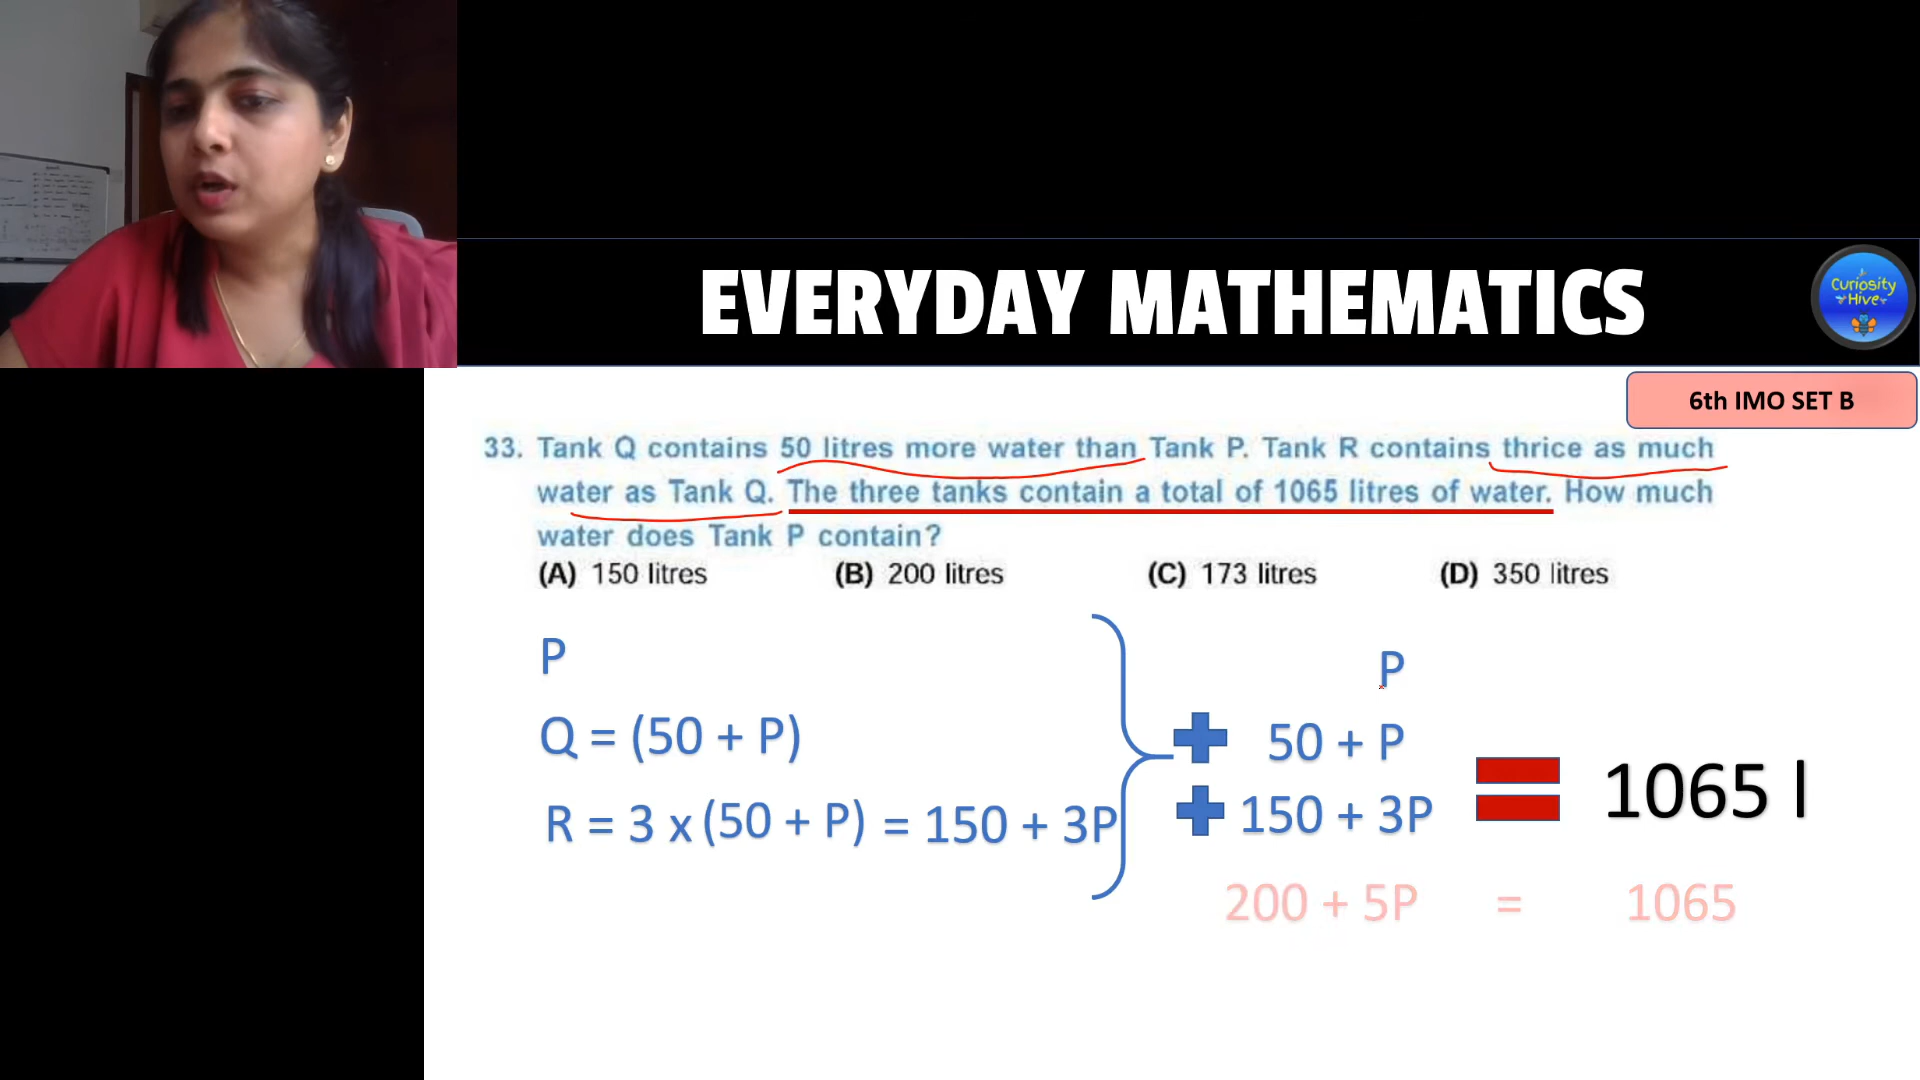 EVERYDAY MATHEMATICS
Curiosity
Hive
6th IMO SET B
33. Tank Q contains 50 litres more water than Tank P. Tank R contains thrice as much
water as Tank Q. The three tanks contain a total of 1065 litres of water. How much
water does Tank P contain?
(A) 150 litres (B) 200 litres (C) 173 litres (D) 350 litres
P
Q = (50 + P)
R = 3 x (50 + P) = 150 + 3P
P
+ 50 + P
+ 150 + 3P = 1065 l
200 + 5P = 1065